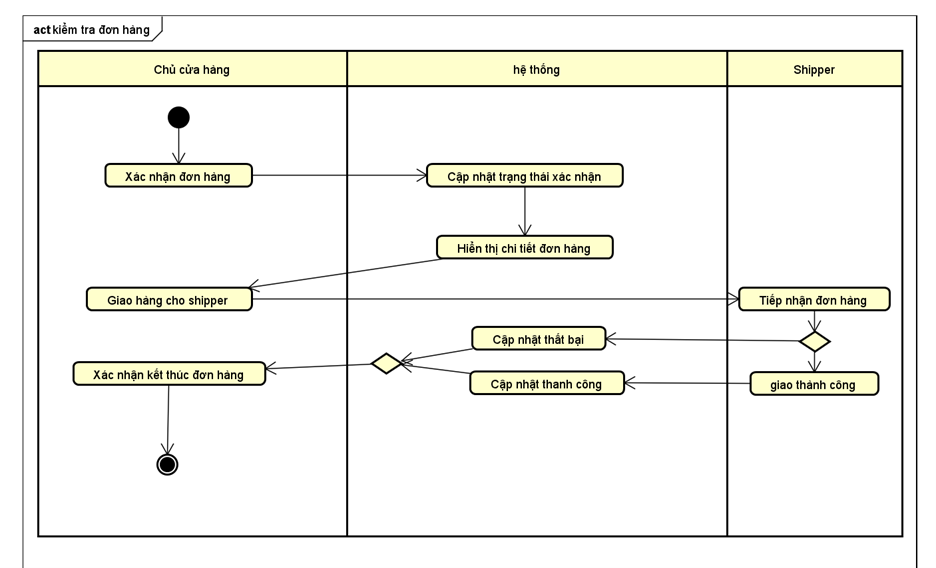 act kiểm tra đơn hàng
Chủ cửa hàng
hệ thống
Shipper
Xác nhận đơn hàng
Cập nhật trạng thái xác nhận
Hiển thị chi tiết đơn hàng
Giao hàng cho shipper
Tiếp nhận đơn hàng
Cập nhật thất bại
Xác nhận kết thúc đơn hàng
Cập nhật thanh công
giao thành công